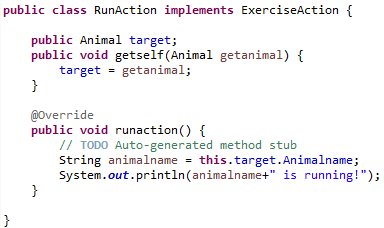 public class RunAction implements ExerciseAction {
public Animal target;
public void getself(Animal getanimal) {
target = getanimal;
}
@Override
public void runaction() {
// TODO Auto-generated method stub
String animalname = this.target.Animalname;
System.out.println(animalname+" is running!");
}
}